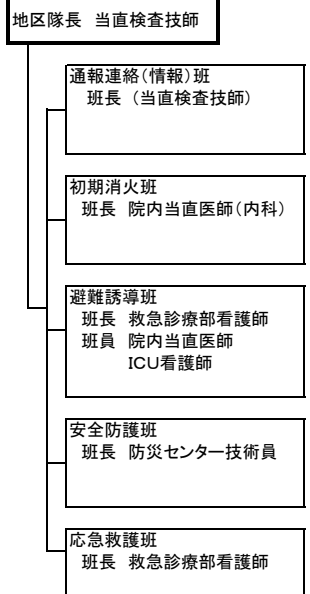 地区隊長 当直検査技師
通報連絡(情報)班
班長 (当直検査技師)
初期消火班
班長 院内当直医師(内科)
避難誘導班
班長 救急診療部看護師
班員 院内当直医師
ICU看護師
安全防護班
班長 防災センター技術員
応急救護班
班長 救急診療部看護師